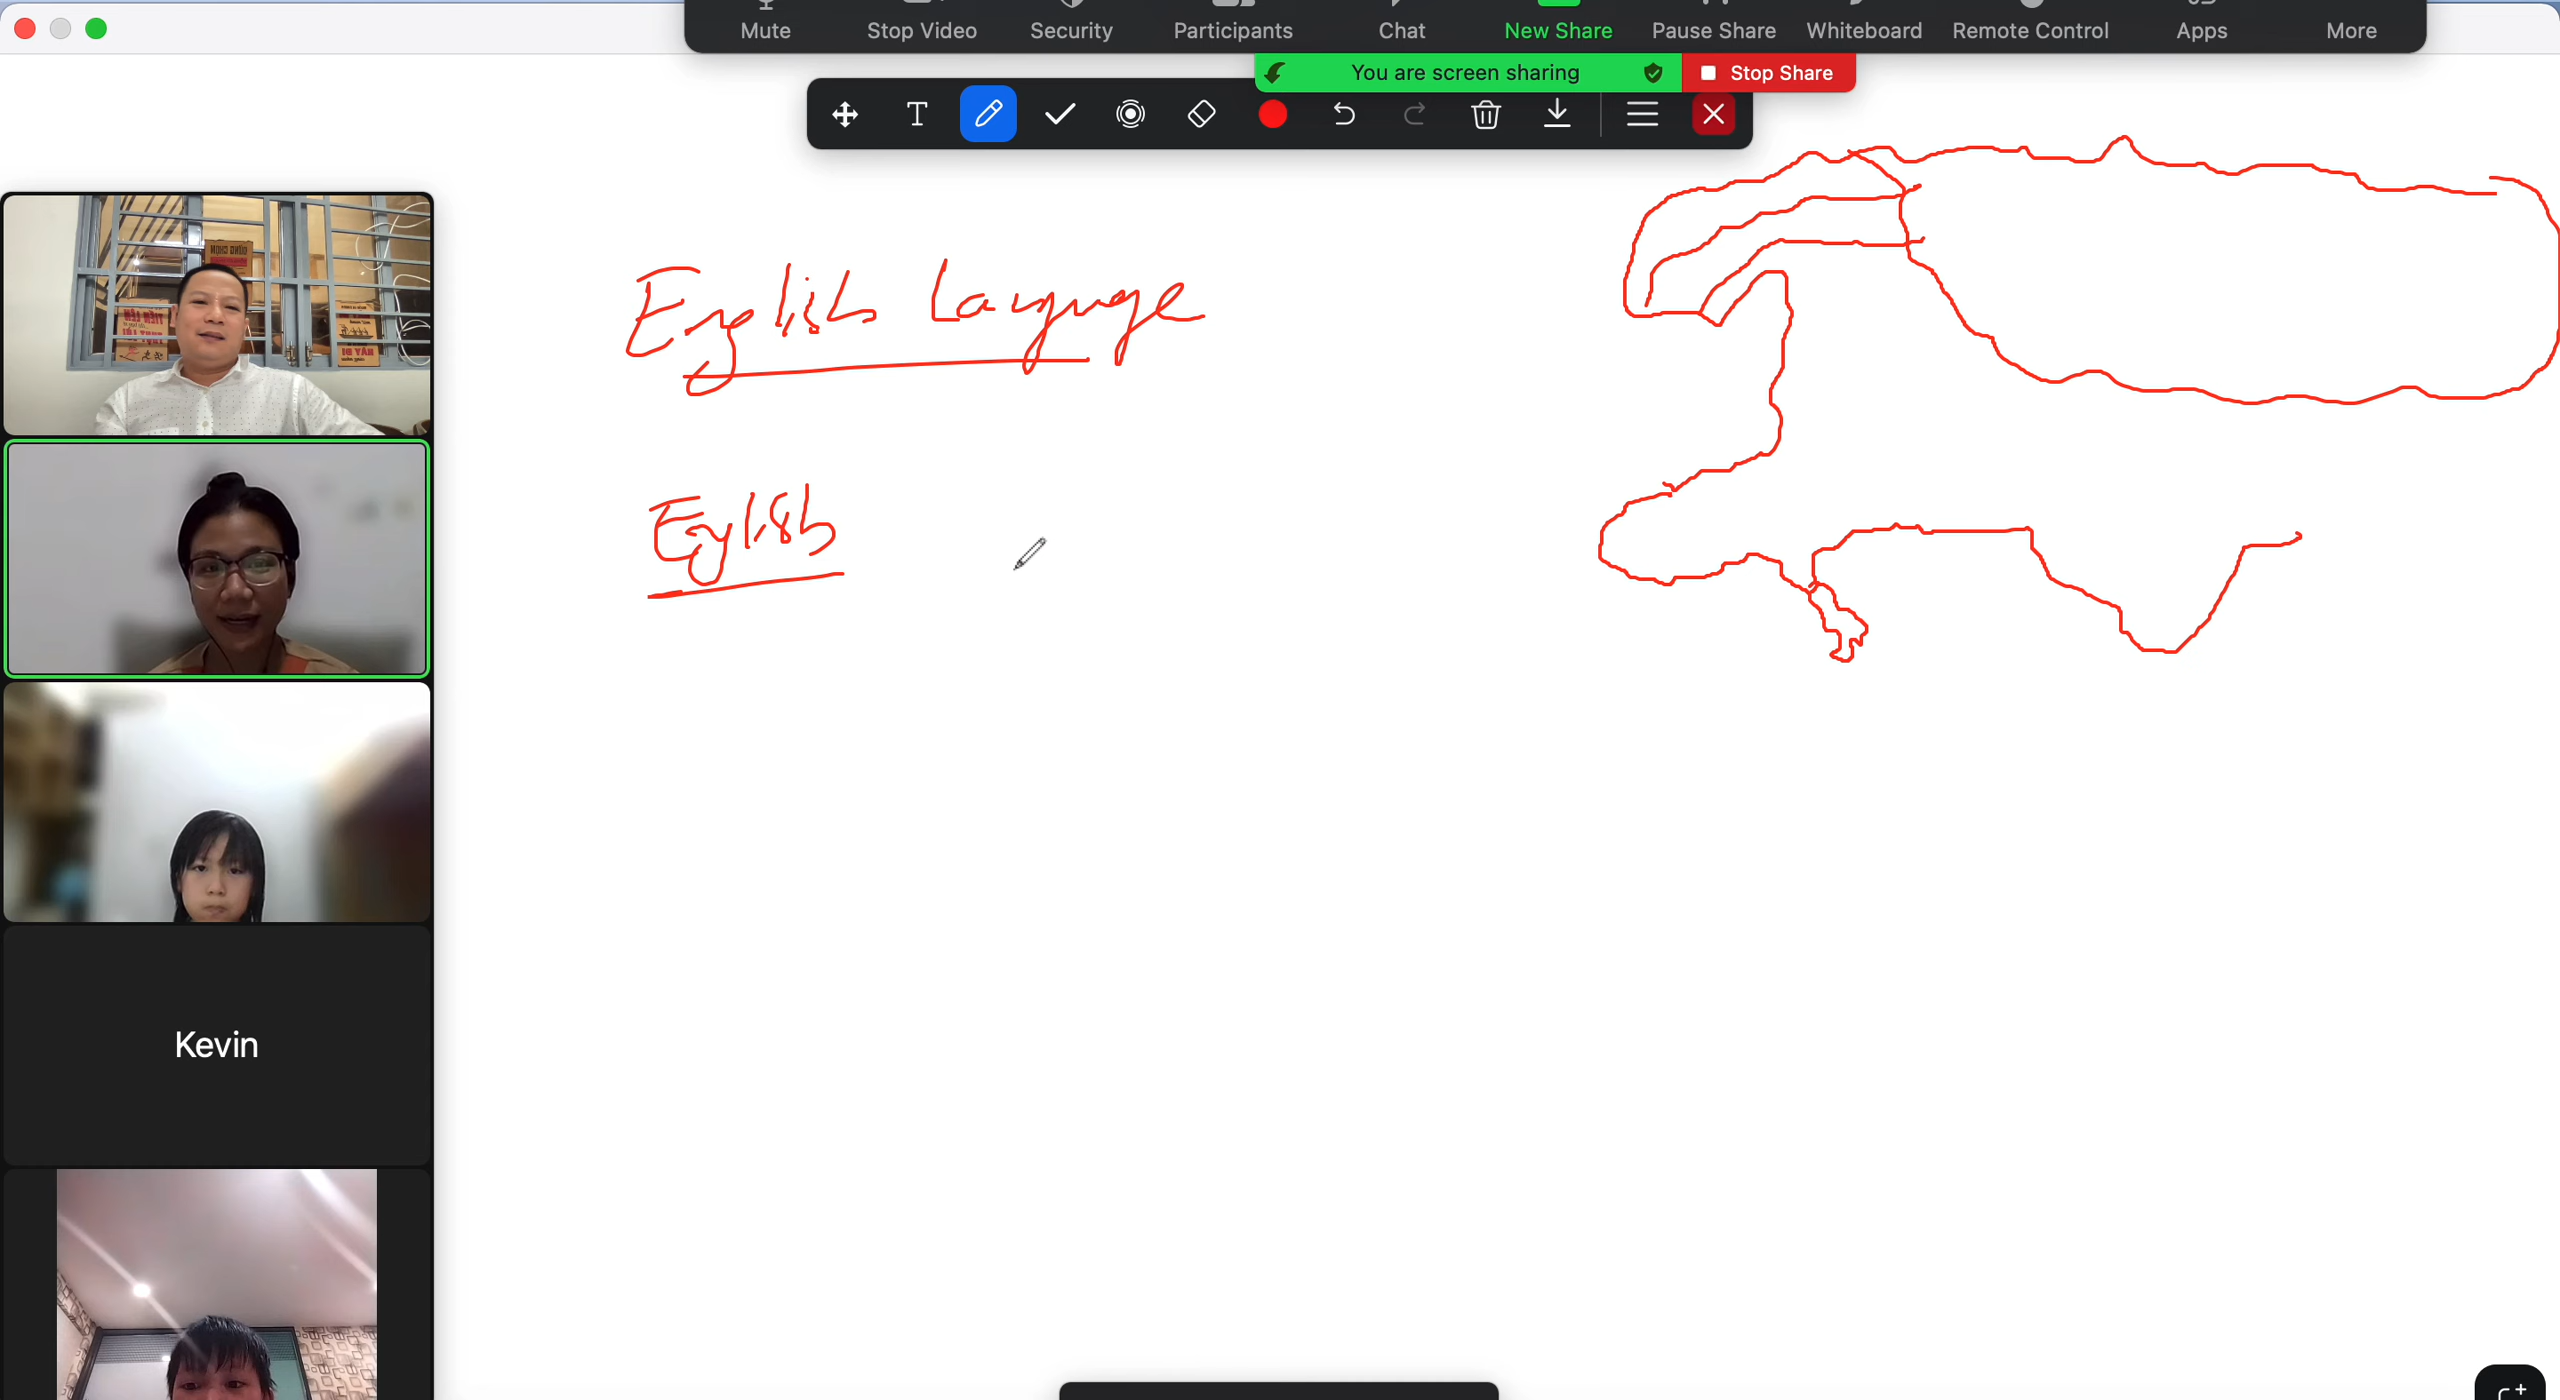 Mute Stop Video Security Participants Chat New Share Pause Share Whiteboard Remote Control Apps More
You are screen sharing Stop Share
T
English Language
English
Kevin